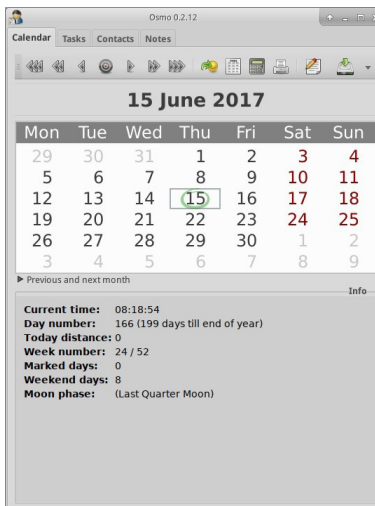 Osmo 0.2.12
Calendar Tasks Contacts Notes
15 June 2017
Mon Tue Wed Thu Fri Sat Sun
29 30 31 1 2 3 4
5 6 7 8 9 10 11
12 13 14 15 16 17 18
19 20 21 22 23 24 25
26 27 28 29 30 1 2
3 4 5 6 7 8 9
Previous and next month
Info
Current time: 08:18:54
Day number: 166 (199 days till end of year)
Today distance: 0
Week number: 24 / 52
Marked days: 0
Weekend days: 8
Moon phase: (Last Quarter Moon)